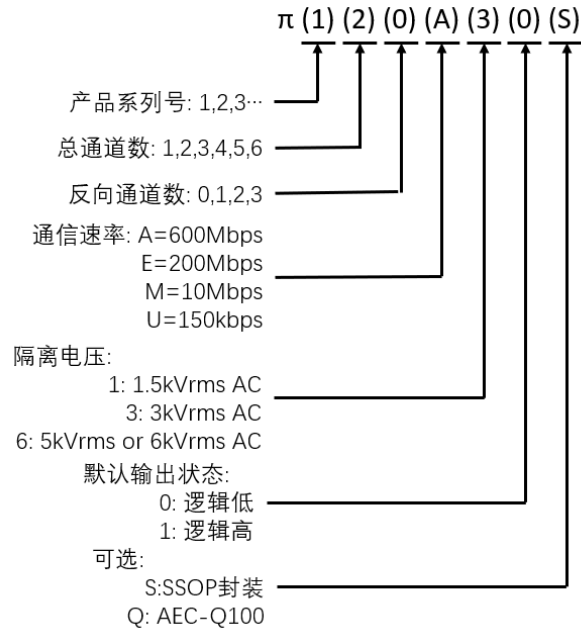 π (1) (2) (0) (A) (3) (0) (S)
产品系列号: 1,2,3···
总通道数: 1,2,3,4,5,6
反向通道数: 0,1,2,3
通信速率: A=600Mbps
E=200Mbps
M=10Mbps
U=150kbps
隔离电压:
1: 1.5kVrms AC
3: 3kVrms AC
6: 5kVrms or 6kVrms AC
默认输出状态:
0: 逻辑低
1: 逻辑高
可选:
S:SSOP封装
Q: AEC-Q100